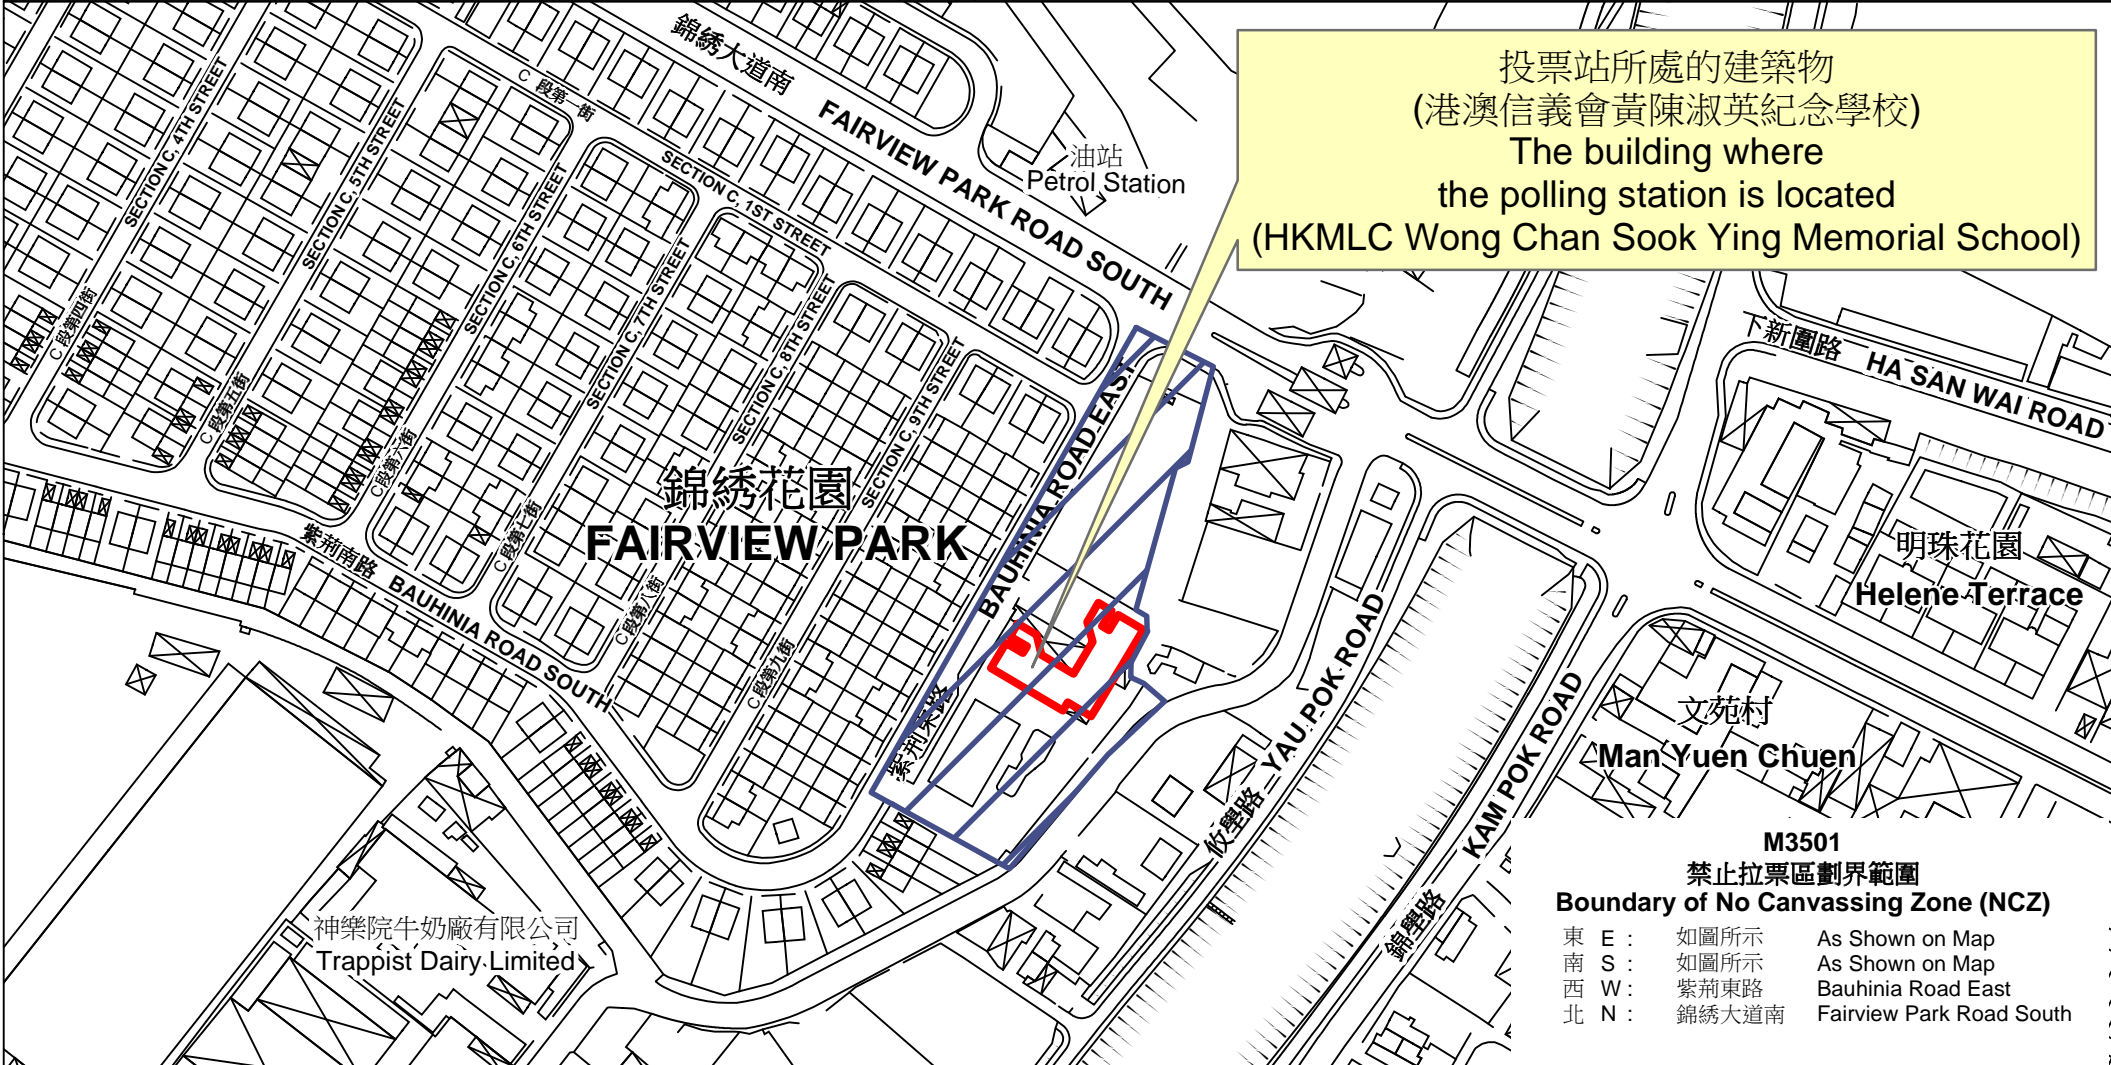 投票站所處的建築物
(港澳信義會黃陳淑英紀念學校)
The building where
the polling station is located
(HKMLC Wong Chan Sook Ying Memorial School)
錦綉大道南 FAIRVIEW PARK ROAD SOUTH
油站
Petrol Station
C 段第一街
SECTION C, 1ST STREET
SECTION C, 4TH STREET
C 段第四街
SECTION C, 5TH STREET
C 段第五街
SECTION C, 6TH STREET
C 段第六街
SECTION C, 7TH STREET
C 段第七街
SECTION C, 8TH STREET
C 段第八街
SECTION C, 9TH STREET
C 段第九街
錦綉花園
FAIRVIEW PARK
BAUHINIA ROAD EAST
紫荊東路
紫荊南路 BAUHINIA ROAD SOUTH
下新圍路 HA SAN WAI ROAD
明珠花園
Helene Terrace
文苑村
Man Yuen Chuen
攸壆路 YAU POK ROAD
錦壆路 KAM POK ROAD
神樂院牛奶廠有限公司
Trappist Dairy Limited
M3501
禁止拉票區劃界範圍
Boundary of No Canvassing Zone (NCZ)
東 E : 如圖所示 As Shown on Map
南 S : 如圖所示 As Shown on Map
西 W : 紫荊東路 Bauhinia Road East
北 N : 錦綉大道南 Fairview Park Road South